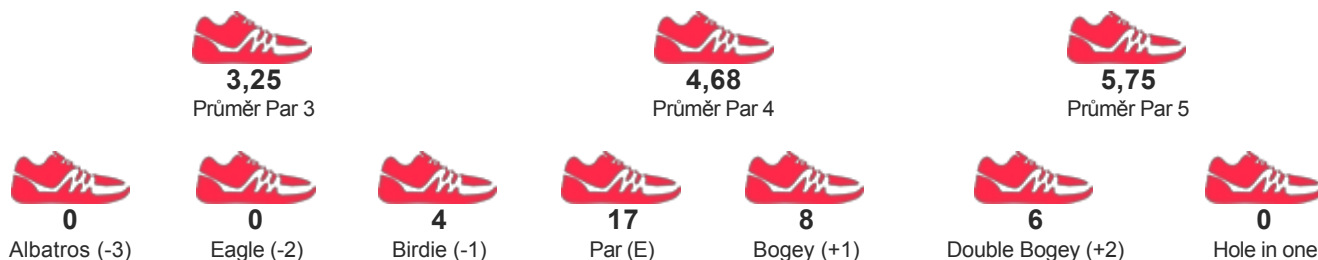 3,25
Průměr Par 3
4,68
Průměr Par 4
5,75
Průměr Par 5
0
Albatros (-3)
0
Eagle (-2)
4
Birdie (-1)
17
Par (E)
8
Bogey (+1)
6
Double Bogey (+2)
0
Hole in one